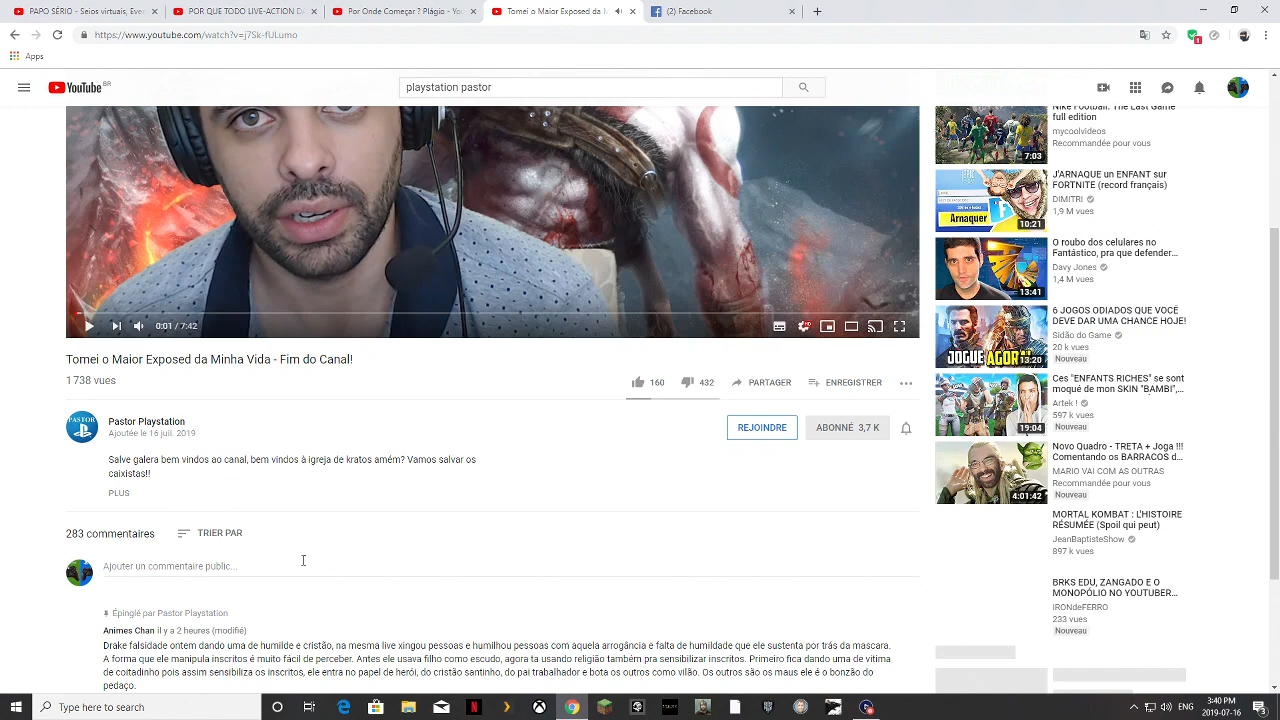 PAPO SÉRIO - Seus vídeos Ex
POR QUE TODO LIVE-ACTION D
Por Onde Começar ? Plágio - You
Tomei o Maior Exposed da M
(2) Facebook
https://www.youtube.com/watch?v=j7Sk-fULumo
Apps
YouTube BR
playstation pastor
Nike Football: The Last Game
full edition
mycoolvideos
Recommandée pour vous
7:03
J'ARNAQUE un ENFANT sur
FORTNITE (record français)
DIMITRI
1,9 M vues
Arnaquer
10:21
O roubo dos celulares no
Fantástico, pra que defender...
Davy Jones
1,4 M vues
13:41
6 JOGOS ODIADOS QUE VOCÊ
DEVE DAR UMA CHANCE HOJE!
Sidão do Game
20 k vues
Nouveau
JOGUE AGORA!
13:20
Ces "ENFANTS RICHES" se sont
moqué de mon SKIN "BAMBI",...
Artek !
597 k vues
Nouveau
19:04
Novo Quadro - TRETA + Joga !!!
Comentando os BARRACOS d...
MARIO VAI COM AS OUTRAS
Recommandée pour vous
Nouveau
4:01:42
MORTAL KOMBAT : L'HISTOIRE
RÉSUMÉE (Spoil qui peut)
JeanBaptisteShow
897 k vues
BRKS EDU, ZANGADO E O
MONOPÓLIO NO YOUTUBER...
IRONdeFERRO
233 vues
Nouveau
0:01 / 7:42
HD
Tomei o Maior Exposed da Minha Vida - Fim do Canal!
1 738 vues
160
432
PARTAGER
ENREGISTRER
PASTOR
Pastor Playstation
Ajoutée le 16 juil. 2019
REJOINDRE
ABONNÉ 3,7 K
Salve galera bem vindos ao canal, bem vindos à igreja de kratos amém? Vamos salvar os
caixistas!!
PLUS
283 commentaires
TRIER PAR
Ajouter un commentaire public...
Épinglé par Pastor Playstation
Animes Chan il y a 2 heures (modifié)
Drake falsidade ontem dando uma de humilde e cristão, na mesma live xingou pessoas e humilhou pessoas com aquela arrogância e falta de humildade que ele sustenta por trás da mascara.
A forma que ele manipula inscritos é muito fácil de perceber. Antes ele usava filho como escudo, agora ta usando religião também pra sensibilizar inscritos. Primeiro fica dando uma de vitima
de coitadinho pois assim ele sensibiliza os inscritos, ele entra no papel de herói, do cristão santinho, do pai trabalhador e bota os outros como vilão. Os outros são os maus ele é o bonzão do
pedaço.
Type here to search
3:40 PM
2019-07-16